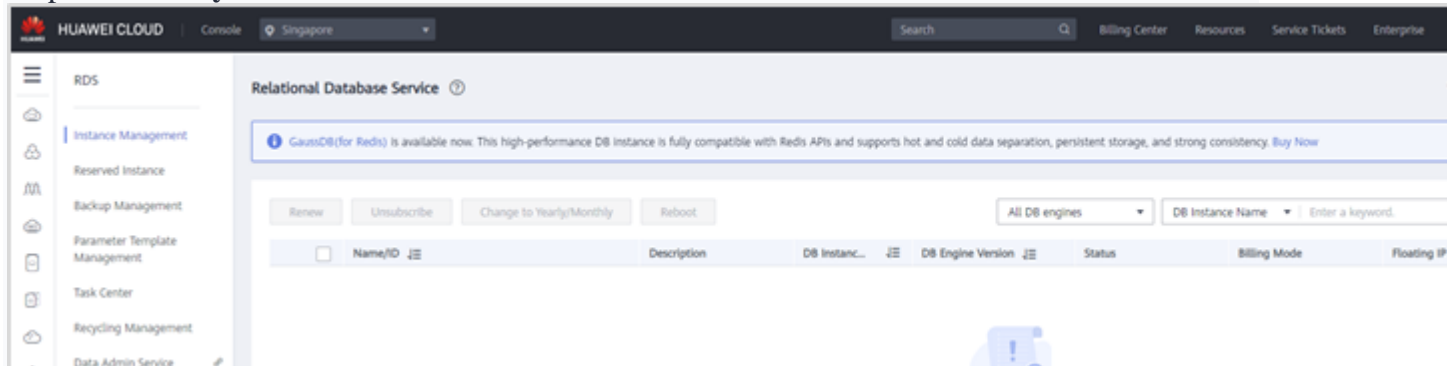 HUAWEI
HUAWEI CLOUD
Console
Singapore
Search
Billing Center
Resources
Service Tickets
Enterprise
RDS
Relational Database Service
Instance Management
GaussDB(for Redis) is available now. This high-performance DB instance is fully compatible with Redis APIs and supports hot and cold data separation, persistent storage, and strong consistency. Buy Now
Reserved Instance
Backup Management
Renew
Unsubscribe
Change to Yearly/Monthly
Reboot
All DB engines
DB Instance Name
Enter a keyword.
Parameter Template
Management
Name/ID
Description
DB Instanc...
DB Engine Version
Status
Billing Mode
Floating IP
Task Center
Recycling Management
Data Admin Service